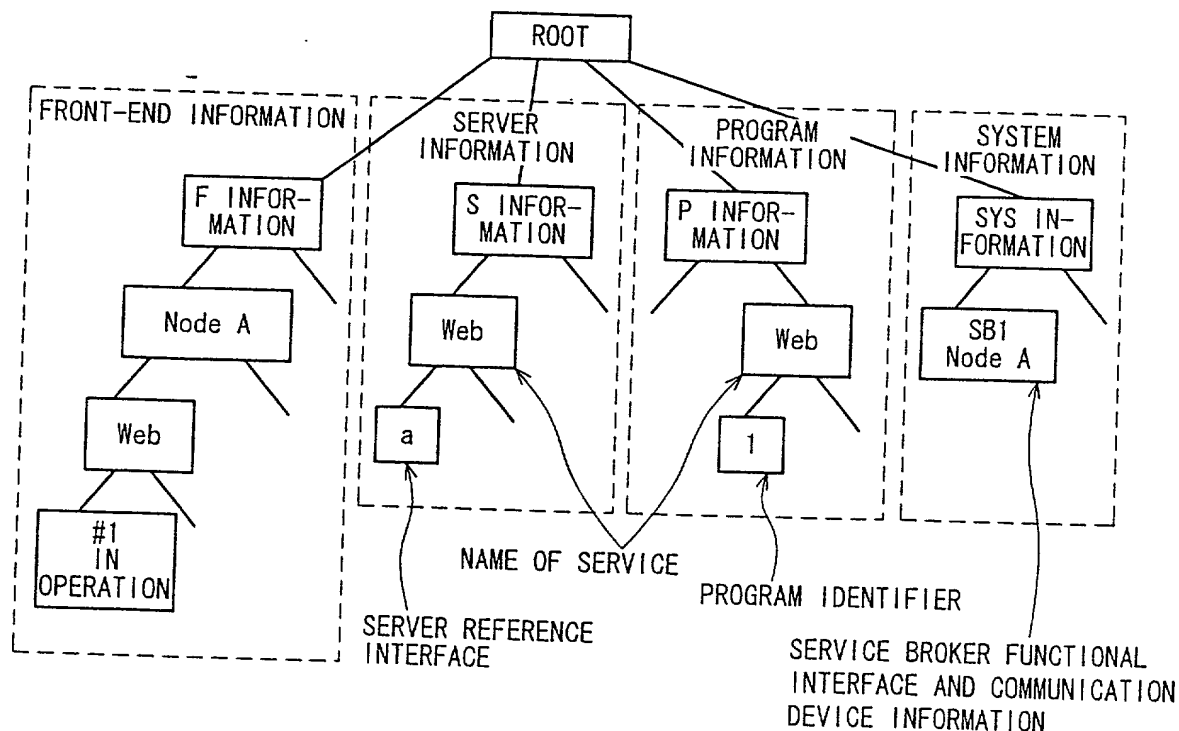 ROOT
FRONT-END INFORMATION
SERVER
INFORMATION
PROGRAM
INFORMATION
SYSTEM
INFORMATION
F INFOR-
MATION
S INFOR-
MATION
P INFOR-
MATION
SYS IN-
FORMATION
Node A
Web
Web
SB1
Node A
Web
a
1
#1
IN
OPERATION
NAME OF SERVICE
PROGRAM IDENTIFIER
SERVER REFERENCE
INTERFACE
SERVICE BROKER FUNCTIONAL
INTERFACE AND COMMUNICATION
DEVICE INFORMATION